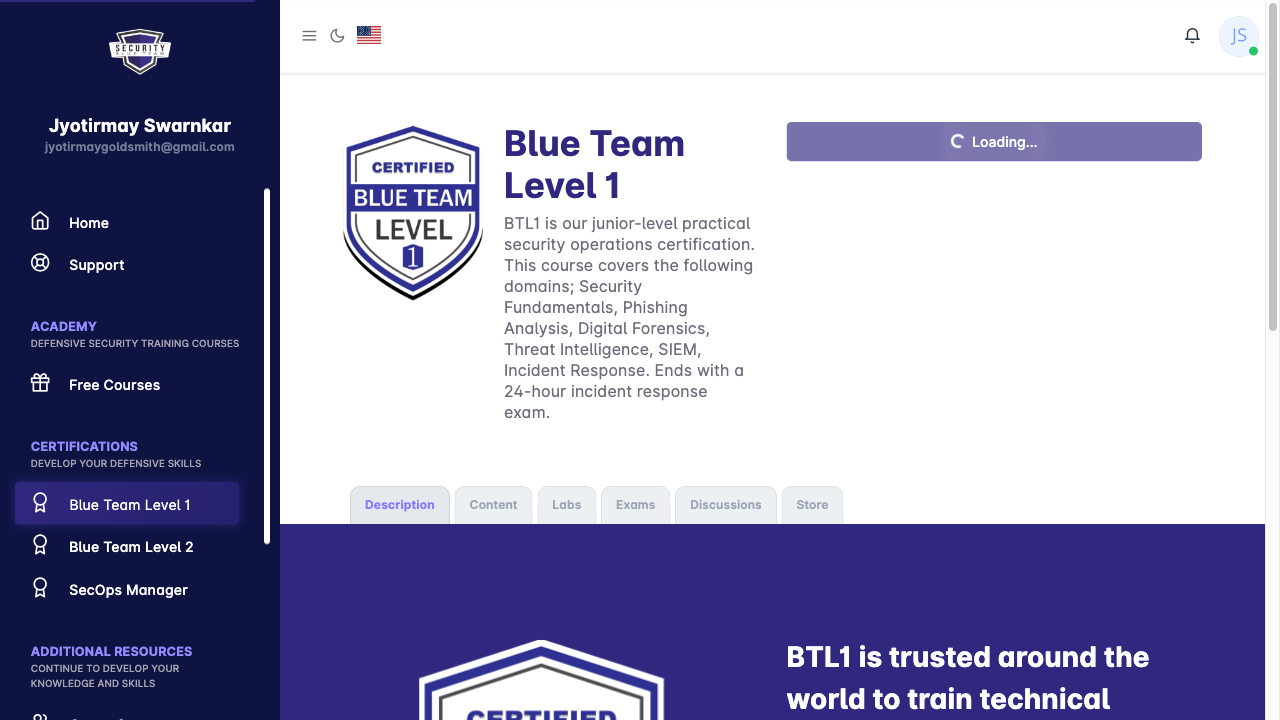 SECURITY
BLUE TEAM
Jyotirmay Swarnkar
jyotirmaygoldsmith@gmail.com
Home
Support
ACADEMY
DEFENSIVE SECURITY TRAINING COURSES
Free Courses
CERTIFICATIONS
DEVELOP YOUR DEFENSIVE SKILLS
Blue Team Level 1
Blue Team Level 2
SecOps Manager
ADDITIONAL RESOURCES
CONTINUE TO DEVELOP YOUR
KNOWLEDGE AND SKILLS
JS
CERTIFIED
BLUE TEAM
LEVEL
1
Blue Team
Level 1
BTL1 is our junior-level practical
security operations certification.
This course covers the following
domains; Security
Fundamentals, Phishing
Analysis, Digital Forensics,
Threat Intelligence, SIEM,
Incident Response. Ends with a
24-hour incident response
exam.
Loading...
Description
Content
Labs
Exams
Discussions
Store
CERTIFIED
BTL1 is trusted around the
world to train technical